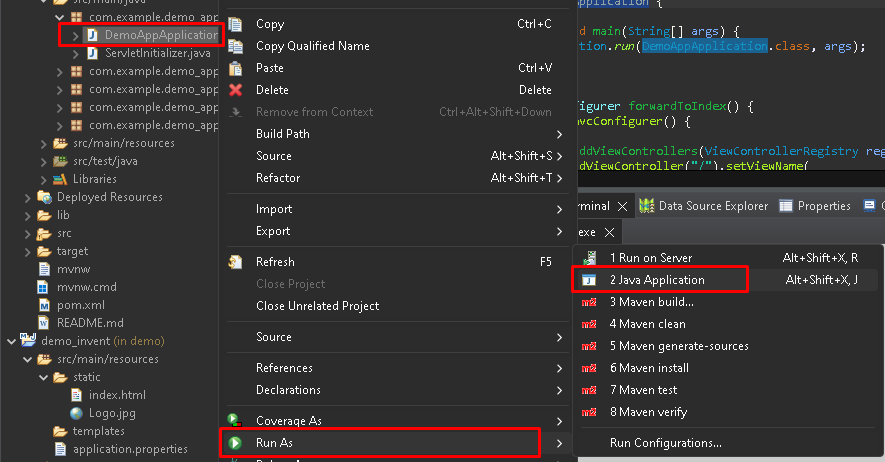 src/main/java
com.example.demo_app
DemoAppApplication
ServletInitializer.java
com.example.demo_app
com.example.demo_app
com.example.demo_app
com.example.demo_app
src/main/resources
src/test/java
Libraries
Deployed Resources
lib
src
target
mvnw
mvnw.cmd
pom.xml
README.md
demo_invent (in demo)
src/main/resources
static
index.html
Logo.jpg
templates
application.properties
Copy Ctrl+C
Copy Qualified Name
Paste Ctrl+V
Delete Delete
Remove from Context Ctrl+Alt+Shift+Down
Build Path
Source Alt+Shift+S
Refactor Alt+Shift+T
Import
Export
Refresh F5
Close Project
Close Unrelated Project
Source
References
Declarations
Coverage As
Run As
Application {
d main(String[] args) {
tion.run(DemoAppApplication.class, args);
figurer forwardToIndex() {
vcConfigurer() {
ddViewControllers(ViewControllerRegistry reg
ddViewController("/").setViewName(
rminal Data Source Explorer Properties
exe
1 Run on Server Alt+Shift+X, R
2 Java Application Alt+Shift+X, J
3 Maven build...
4 Maven clean
5 Maven generate-sources
6 Maven install
7 Maven test
8 Maven verify
Run Configurations...